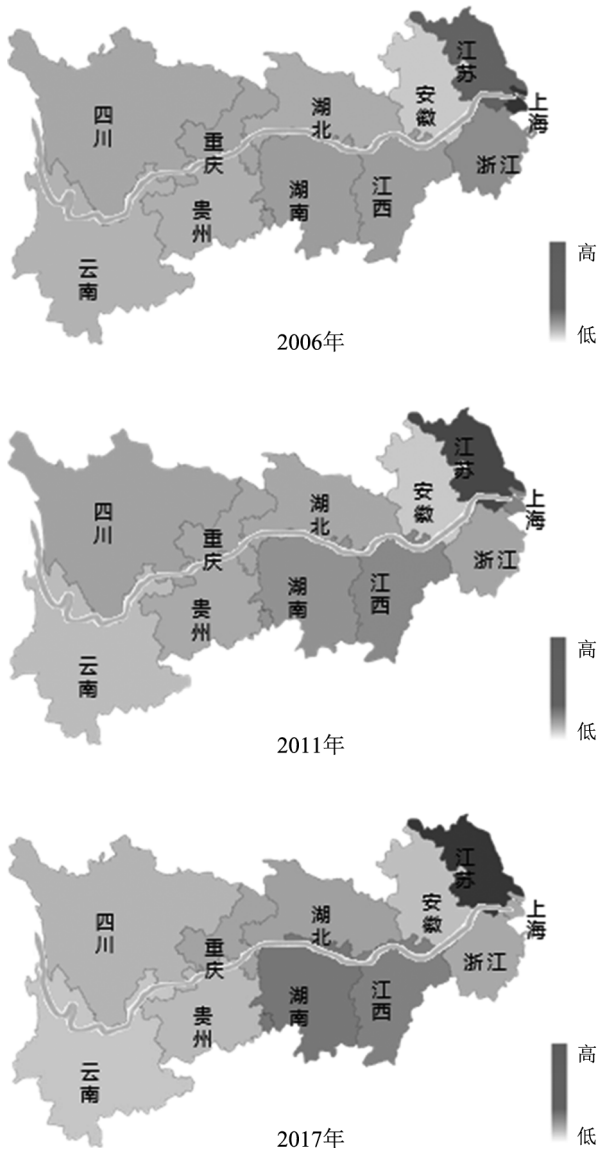 江苏
安徽
上海
四川
湖北
重庆
浙江
贵州
湖南
江西
云南
高
低
2006年
江苏
安徽
上海
四川
湖北
重庆
浙江
贵州
湖南
江西
云南
高
低
2011年
江苏
安徽
上海
四川
湖北
重庆
浙江
贵州
湖南
江西
云南
高
低
2017年